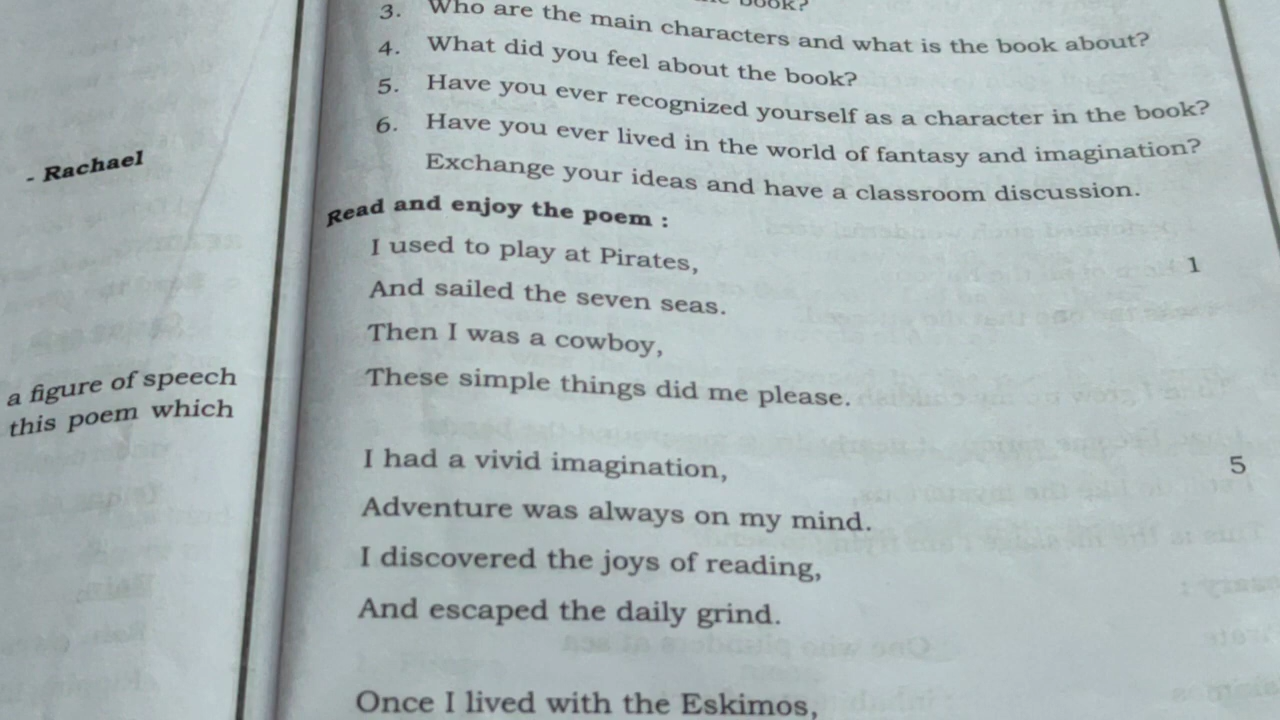 - Rachael
a figure of speech
this poem which
book?
3. Who are the main characters and what is the book about?
4. What did you feel about the book?
5. Have you ever recognized yourself as a character in the book?
6. Have you ever lived in the world of fantasy and imagination?
Exchange your ideas and have a classroom discussion.
Read and enjoy the poem :
I used to play at Pirates, 1
And sailed the seven seas.
Then I was a cowboy,
These simple things did me please.
I had a vivid imagination, 5
Adventure was always on my mind.
I discovered the joys of reading,
And escaped the daily grind.
Once I lived with the Eskimos,